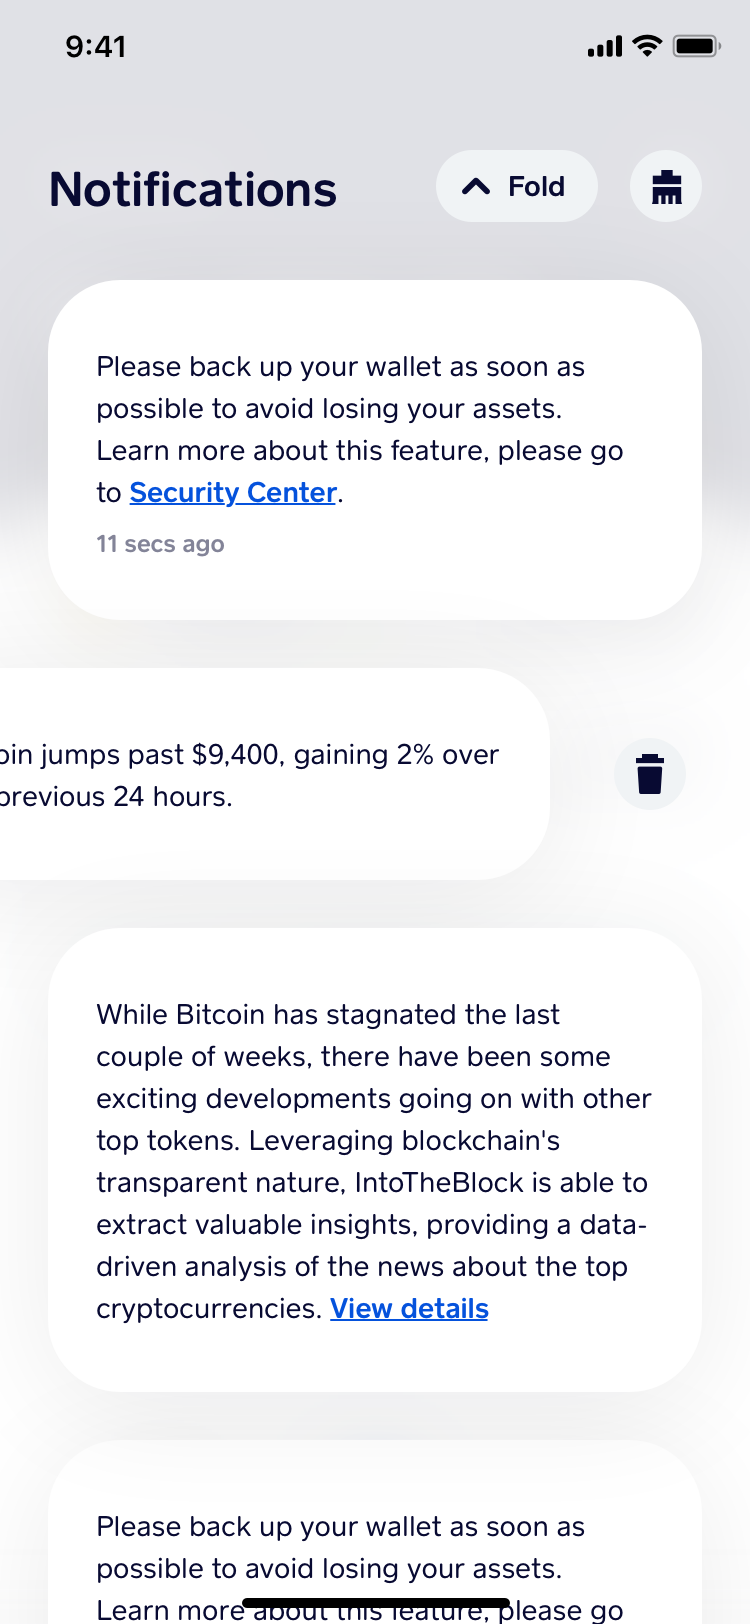 9:41
Notifications
Fold
Please back up your wallet as soon as
possible to avoid losing your assets.
Learn more about this feature, please go
to Security Center.
11 secs ago
oin jumps past $9,400, gaining 2% over
previous 24 hours.
While Bitcoin has stagnated the last
couple of weeks, there have been some
exciting developments going on with other
top tokens. Leveraging blockchain's
transparent nature, IntoTheBlock is able to
extract valuable insights, providing a data-
driven analysis of the news about the top
cryptocurrencies. View details
Please back up your wallet as soon as
possible to avoid losing your assets.
Learn more about this feature, please go